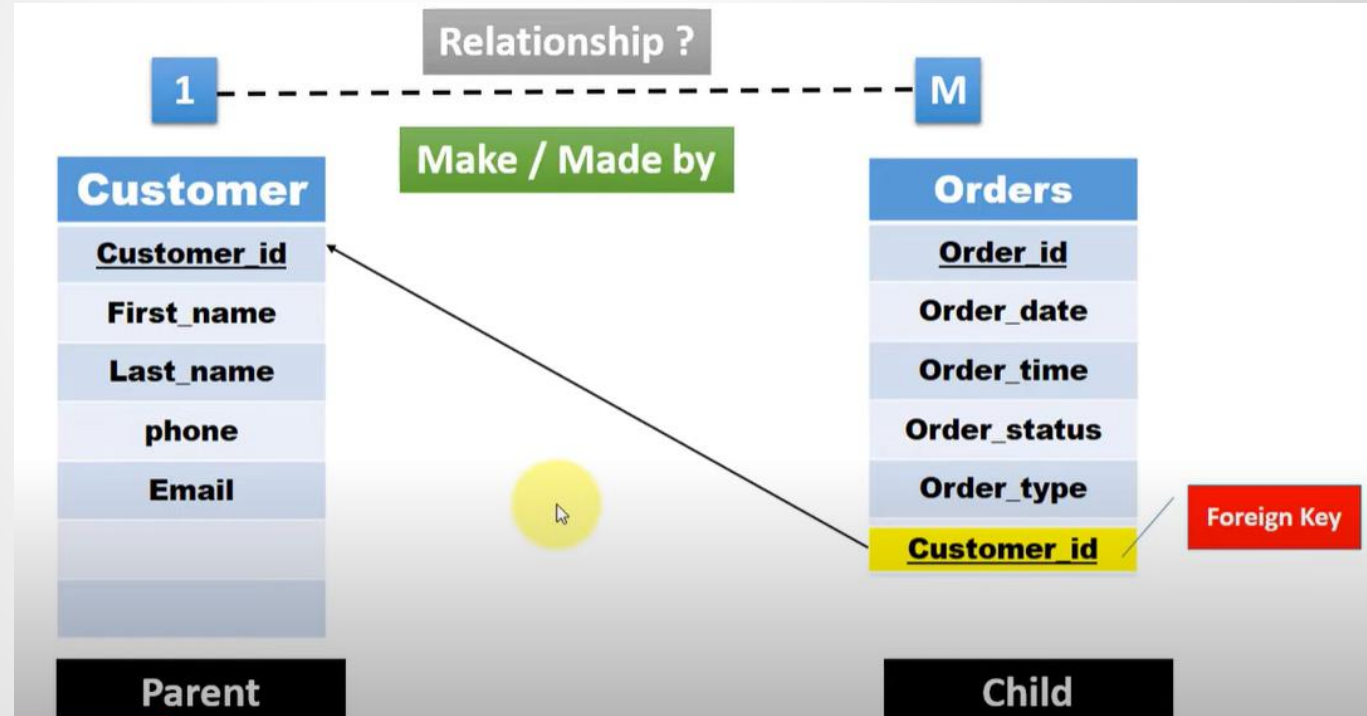 Relationship ?
1
M
Make / Made by
Customer
Customer_id
First_name
Last_name
phone
Email
Orders
Order_id
Order_date
Order_time
Order_status
Order_type
Customer_id
Foreign Key
Parent
Child